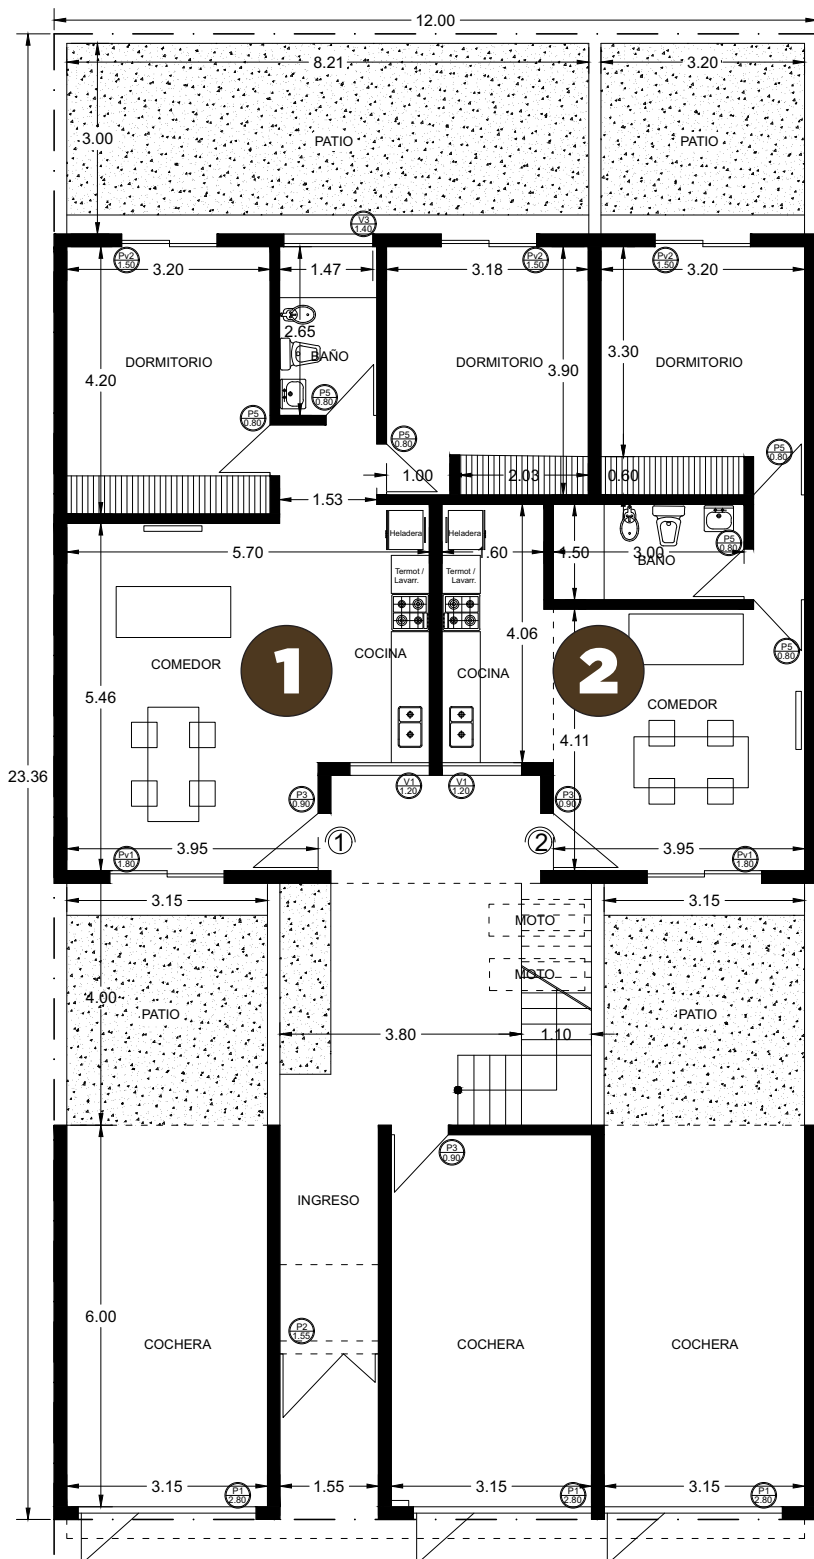 12.00
8.21
3.20
3.00
PATIO
PATIO
V3
1.40
Pv2
1.50
Pv2
1.50
Pv2
1.50
3.20
1.47
3.18
3.20
2.65
BAÑO
3.30
DORMITORIO
DORMITORIO
DORMITORIO
3.90
4.20
P5
0.80
P5
0.80
P5
0.80
P5
0.80
1.00
2.03
0.60
1.53
Heladera
Heladera
5.70
1.60
1.50
3.00
P5
0.80
BAÑO
Termot /
Lavarr.
Termot /
Lavarr.
4.06
P5
0.80
COCINA
COCINA
COMEDOR
1
2
COMEDOR
5.46
4.11
23.36
V1
1.20
V1
1.20
P3
0.90
P3
0.90
1
2
3.95
3.95
Pv1
1.80
Pv1
1.80
3.15
3.15
MOTO
MOTO
4.00
PATIO
PATIO
3.80
1.10
P3
0.90
INGRESO
6.00
P2
1.55
COCHERA
COCHERA
COCHERA
3.15
1.55
3.15
3.15
P1
2.80
P1
2.80
P1
2.80